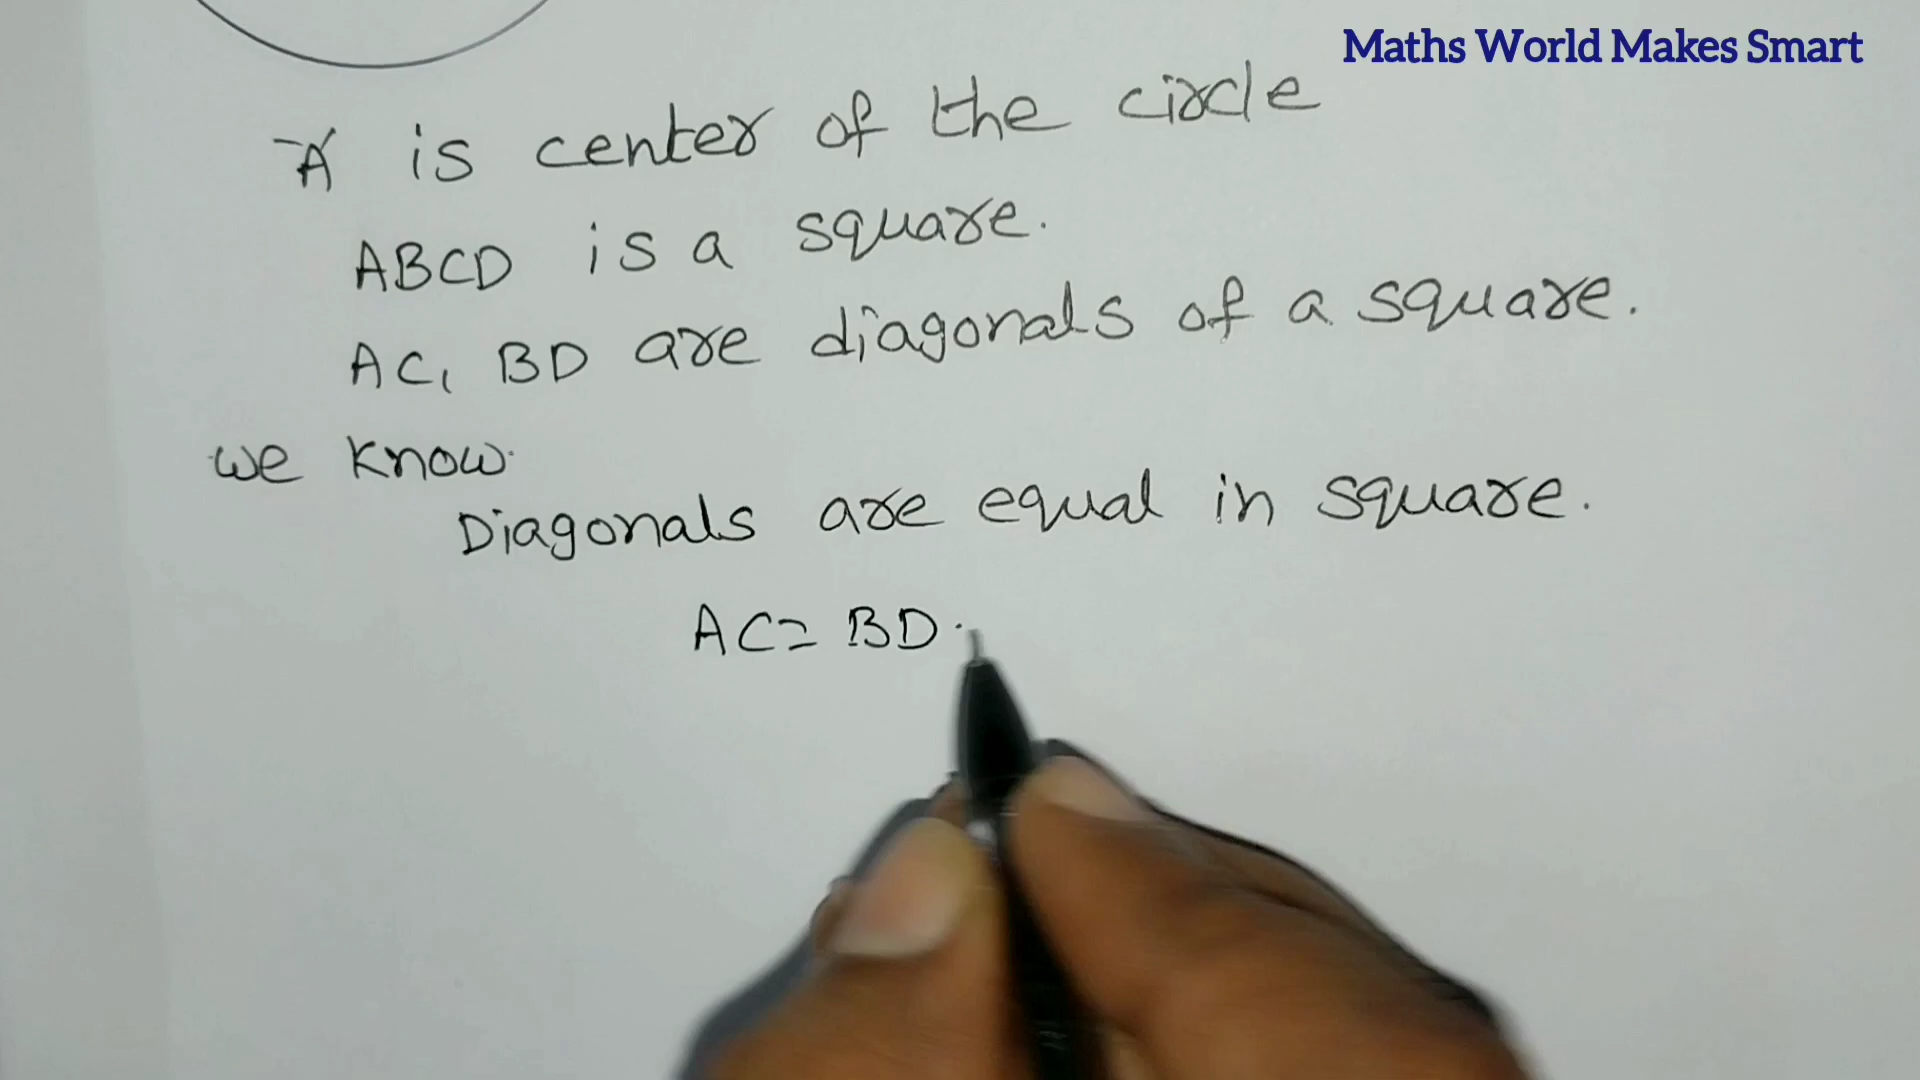 Maths World Makes Smart
A is center of the circle
ABCD is a square.
AC, BD are diagonals of a square.
we know.
Diagonals are equal in square.
AC = BD.